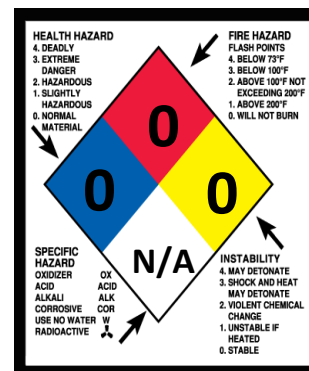 HEALTH HAZARD
4. DEADLY
3. EXTREME
DANGER
2. HAZARDOUS
1. SLIGHTLY
HAZARDOUS
0. NORMAL
MATERIAL
FIRE HAZARD
FLASH POINTS
4. BELOW 73°F
3. BELOW 100°F
2. ABOVE 100°F NOT
EXCEEDING 200°F
1. ABOVE 200°F
0. WILL NOT BURN
0
0
0
N/A
SPECIFIC
HAZARD
OXIDIZER OX
ACID ACID
ALKALI ALK
CORROSIVE COR
USE NO WATER W
RADIOACTIVE
INSTABILITY
4. MAY DETONATE
3. SHOCK AND HEAT
MAY DETONATE
2. VIOLENT CHEMICAL
CHANGE
1. UNSTABLE IF
HEATED
0. STABLE